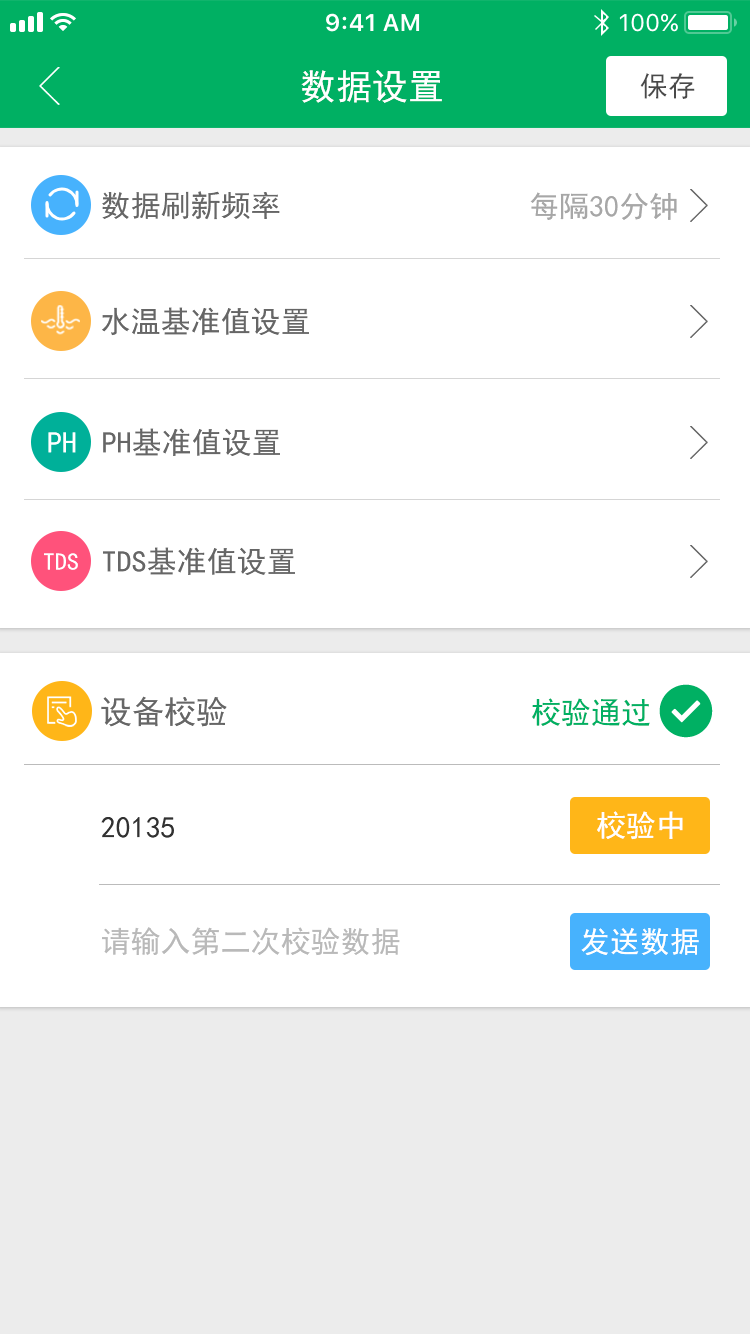 9:41 AM 100%
数据设置 保存
数据刷新频率 每隔30分钟
水温基准值设置
PH PH基准值设置
TDS TDS基准值设置
设备校验 校验通过
20135 校验中
请输入第二次校验数据 发送数据